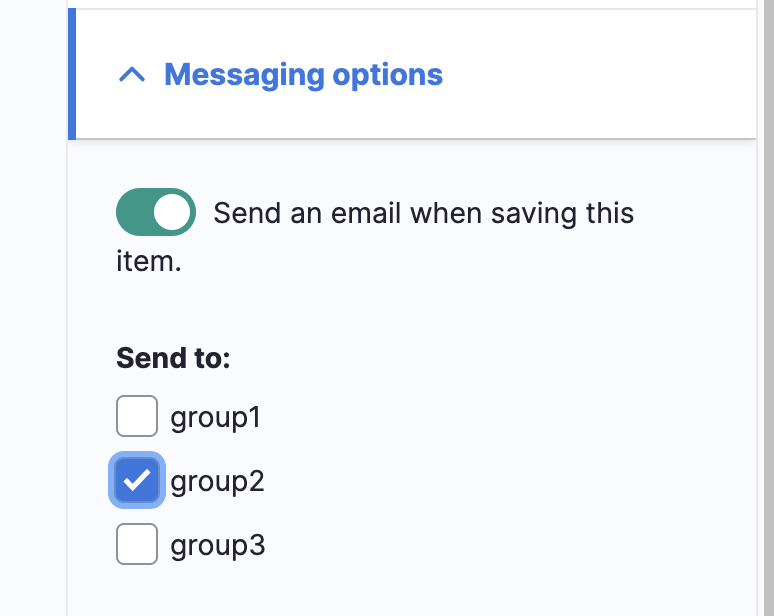 Messaging options
Send an email when saving this
item.
Send to:
group1
group2
group3